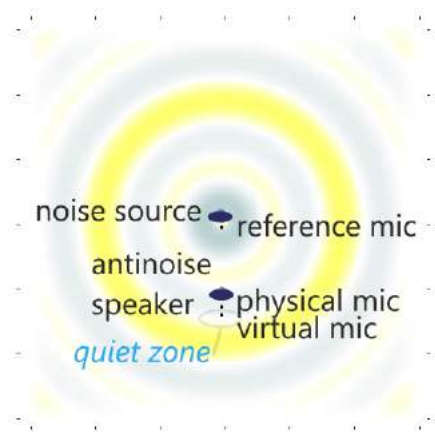 noise source
reference mic
antinoise
speaker
physical mic
virtual mic
quiet zone